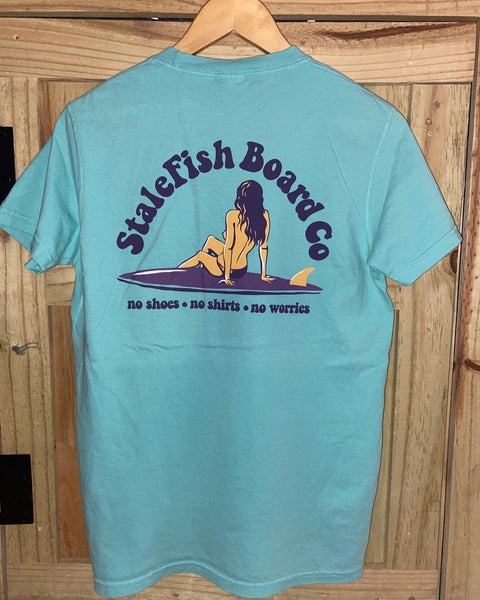 StaleFish Board Co
no shoes • no shirts • no worries